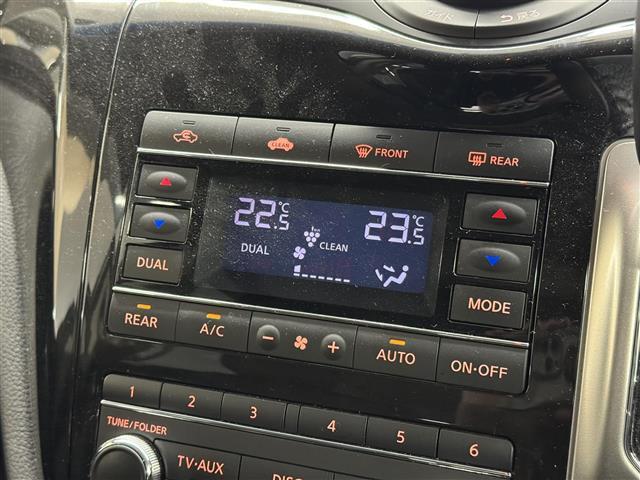 CLEAN
FRONT
REAR
22.5°C
23.5°C
DUAL
CLEAN
DUAL
MODE
REAR
A/C
−
+
AUTO
ON·OFF
1 2 3 4 5 6
TUNE/FOLDER
TV·AUX